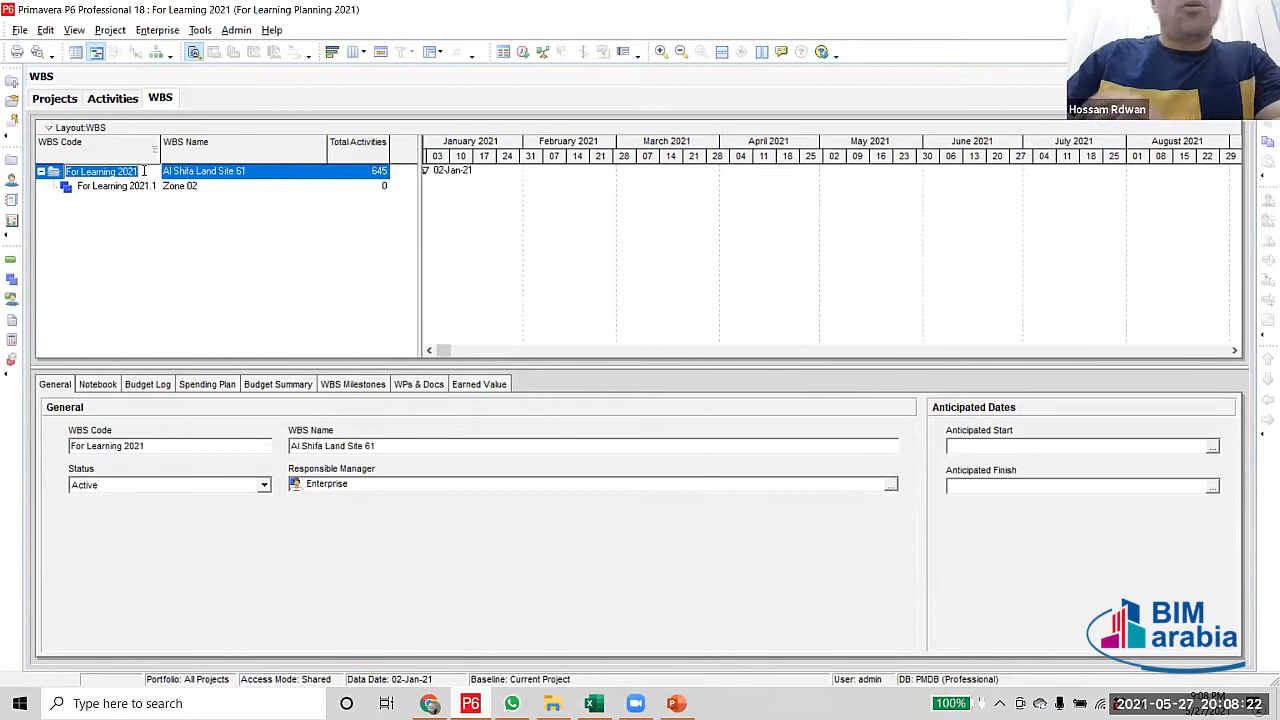 Primavera P6 Professional 18 : For Learning 2021 (For Learning Planning 2021)
File Edit View Project Enterprise Tools Admin Help
Hossam Rdwan
WBS
Projects Activities WBS
Layout:WBS
WBS Code WBS Name Total Activities
January 2021 February 2021 March 2021 April 2021 May 2021 June 2021 July 2021 August 2021
03 10 17 24 31 07 14 21 28 07 14 21 28 04 11 18 25 02 09 16 23 30 06 13 20 27 04 11 18 25 01 08 15 22 29
For Learning 2021 Al Shifa Land Site 61 645 02-Jan-21
For Learning 2021.1 Zone 02 0
General Notebook Budget Log Spending Plan Budget Summary WBS Milestones WPs & Docs Earned Value
General Anticipated Dates
WBS Code WBS Name Anticipated Start
For Learning 2021 Al Shifa Land Site 61
Status Responsible Manager Anticipated Finish
Active Enterprise
BIM
arabia
Portfolio: All Projects Access Mode: Shared Data Date: 02-Jan-21 Baseline: Current Project User: admin DB: PMDB (Professional)
Type here to search 100% 2021-05-27 20:08:22
9:08 PM